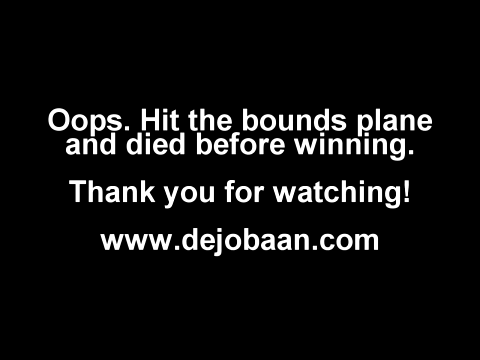 Oops. Hit the bounds plane
and died before winning.
Thank you for watching!
www.dejobaan.com